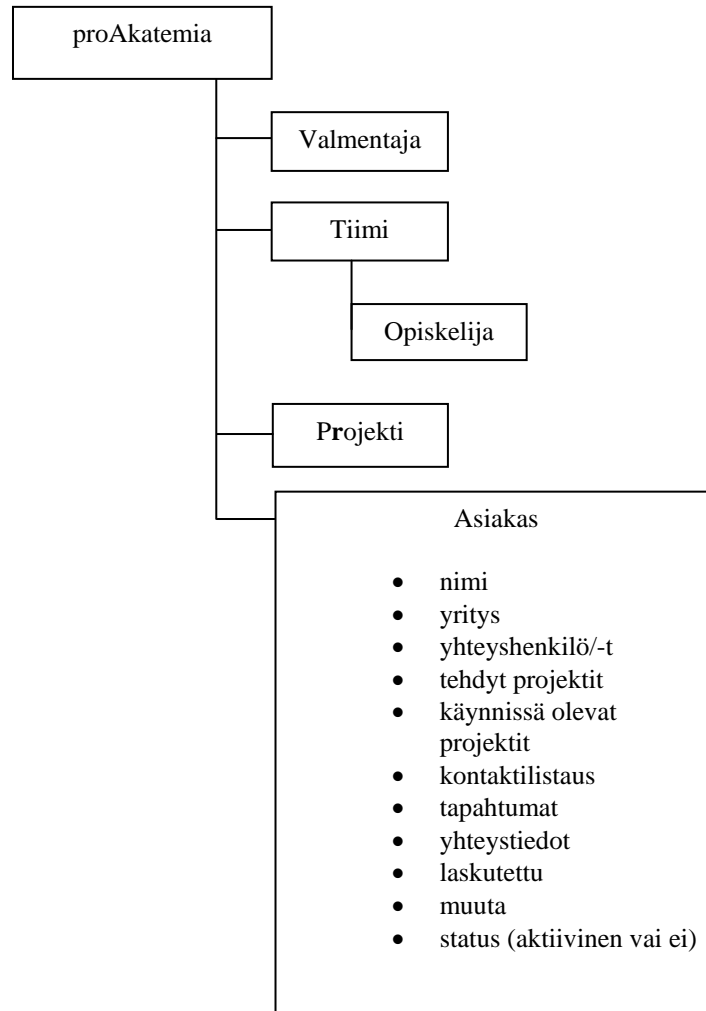 proAkatemia
Valmentaja
Tiimi
Opiskelija
Projekti
Asiakas
• nimi
• yritys
• yhteyshenkilö/-t
• tehdyt projektit
• käynnissä olevat
projektit
• kontaktilistaus
• tapahtumat
• yhteystiedot
• laskutettu
• muuta
• status (aktiivinen vai ei)